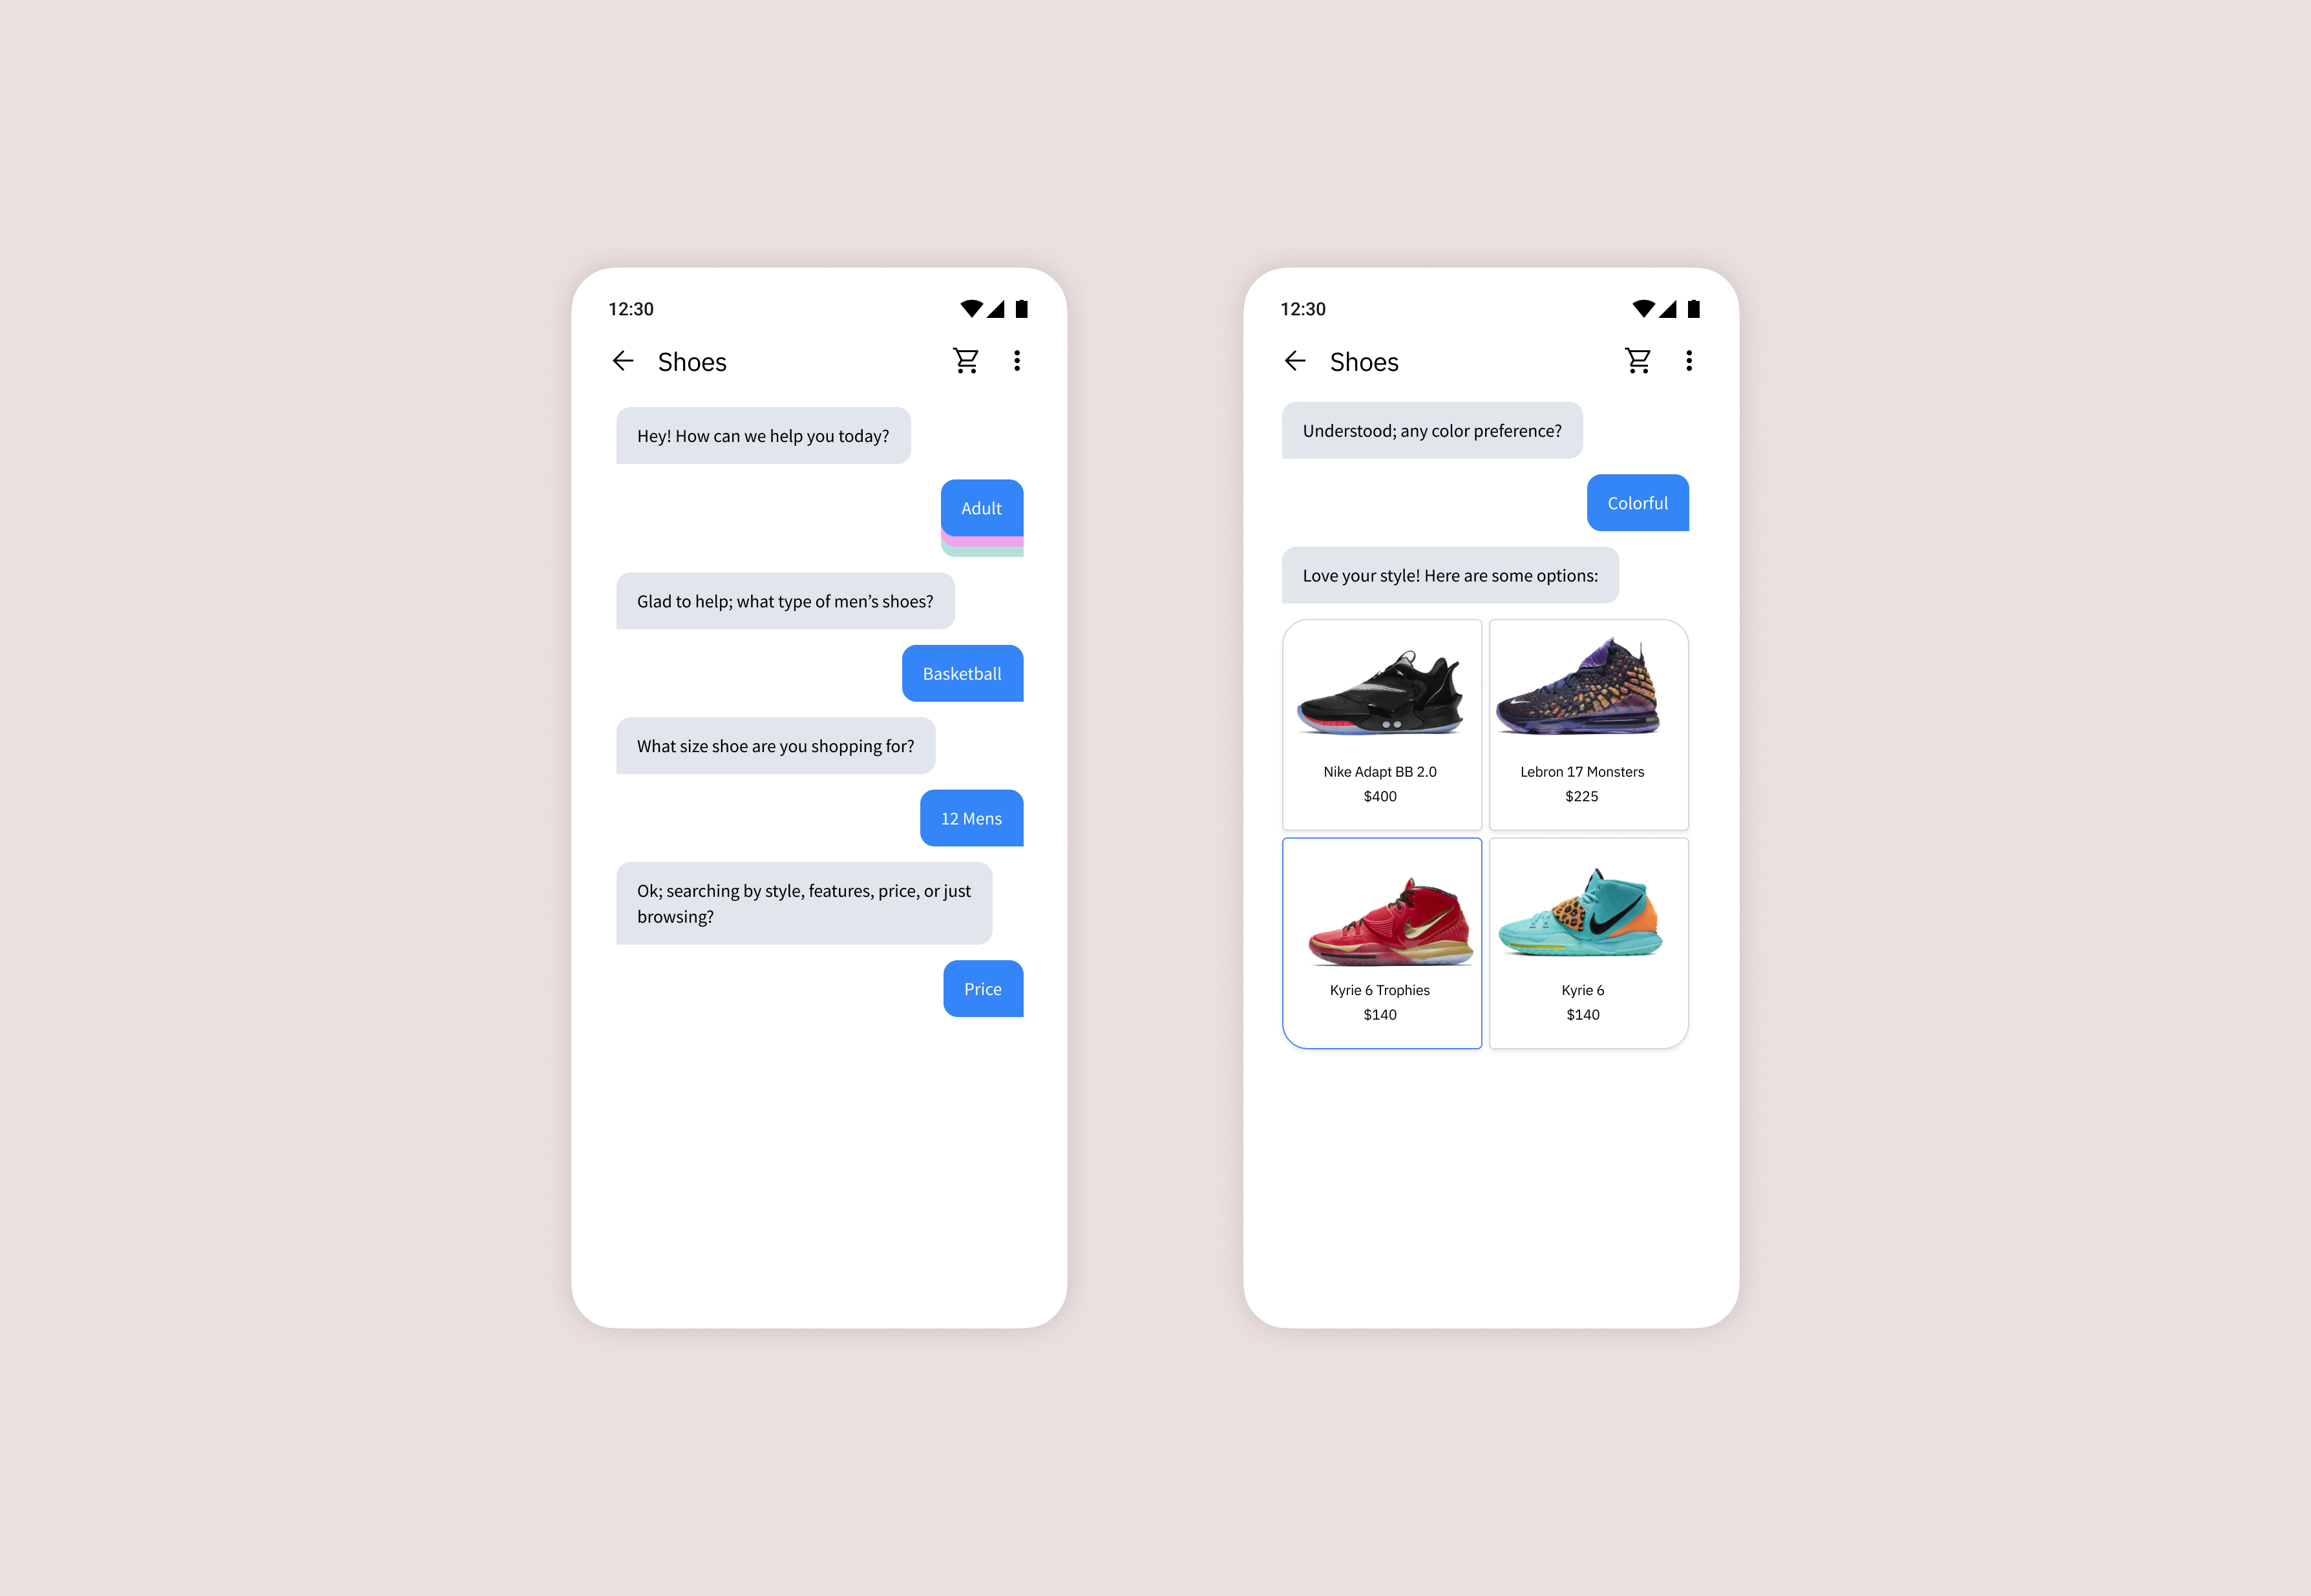 12:30
Shoes
Hey! How can we help you today?
Adult
Glad to help; what type of men’s shoes?
Basketball
What size shoe are you shopping for?
12 Mens
Ok; searching by style, features, price, or just
browsing?
Price
12:30
Shoes
Understood; any color preference?
Colorful
Love your style! Here are some options:
Nike Adapt BB 2.0
$400
Lebron 17 Monsters
$225
Kyrie 6 Trophies
$140
Kyrie 6
$140